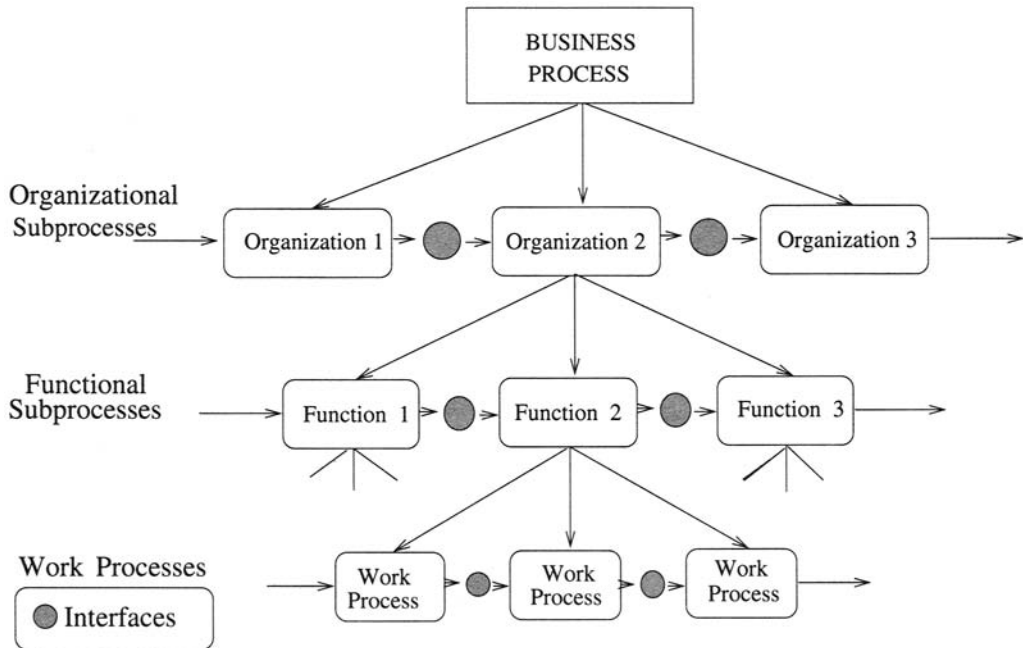 BUSINESS
PROCESS
Organizational
Subprocesses
Organization 1
Organization 2
Organization 3
Functional
Subprocesses
Function 1
Function 2
Function 3
Work Processes
Work
Process
Work
Process
Work
Process
Interfaces